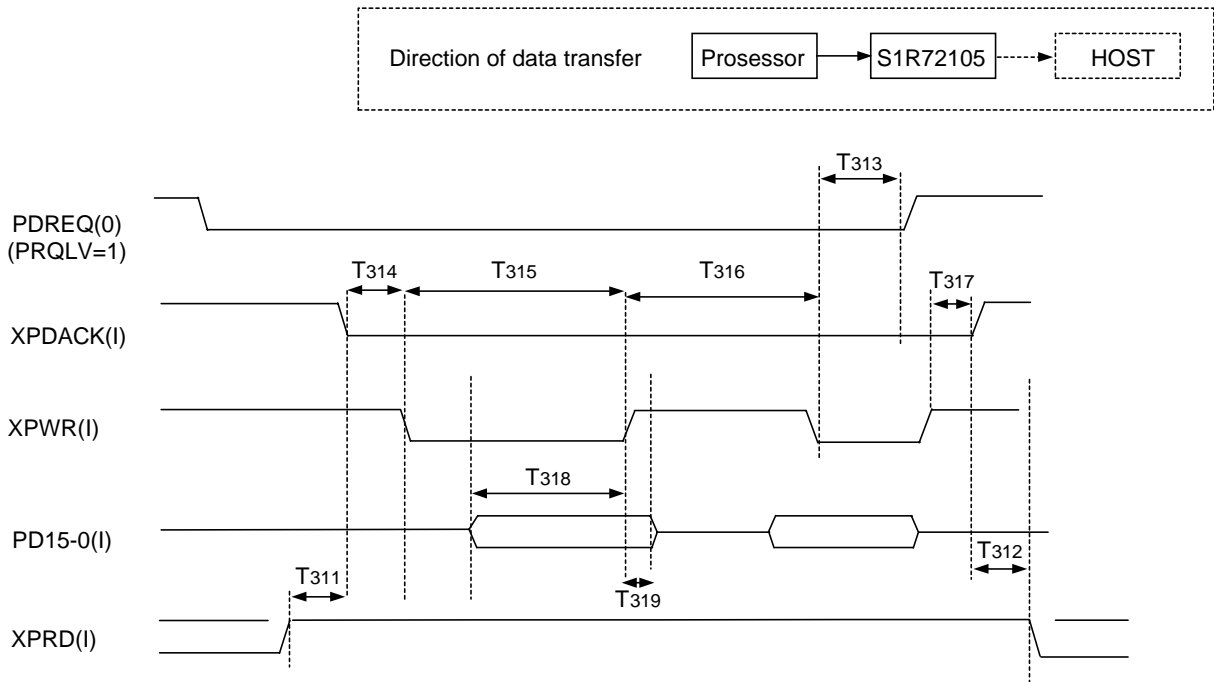 Direction of data transfer
Prosessor
S1R72105
HOST
T313
PDREQ(0)
(PRQLV=1)
T314
T315
T316
T317
XPDACK(I)
XPWR(I)
T318
PD15-0(I)
T312
T311
T319
XPRD(I)